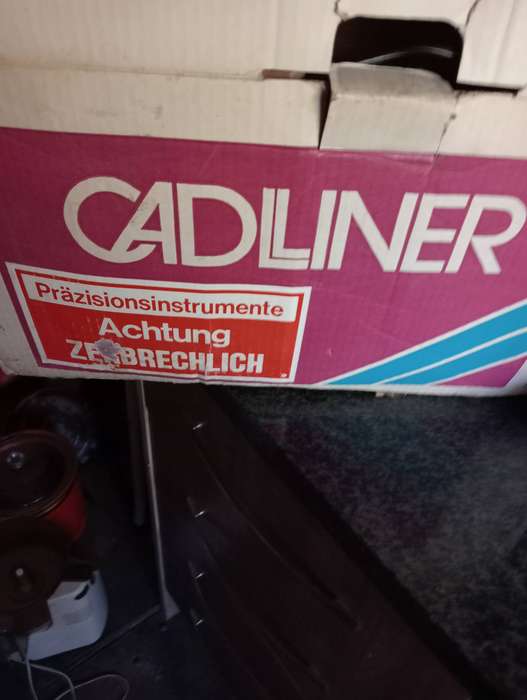 CADLINER
Präzisionsinstrumente
Achtung
ZERBRECHLICH